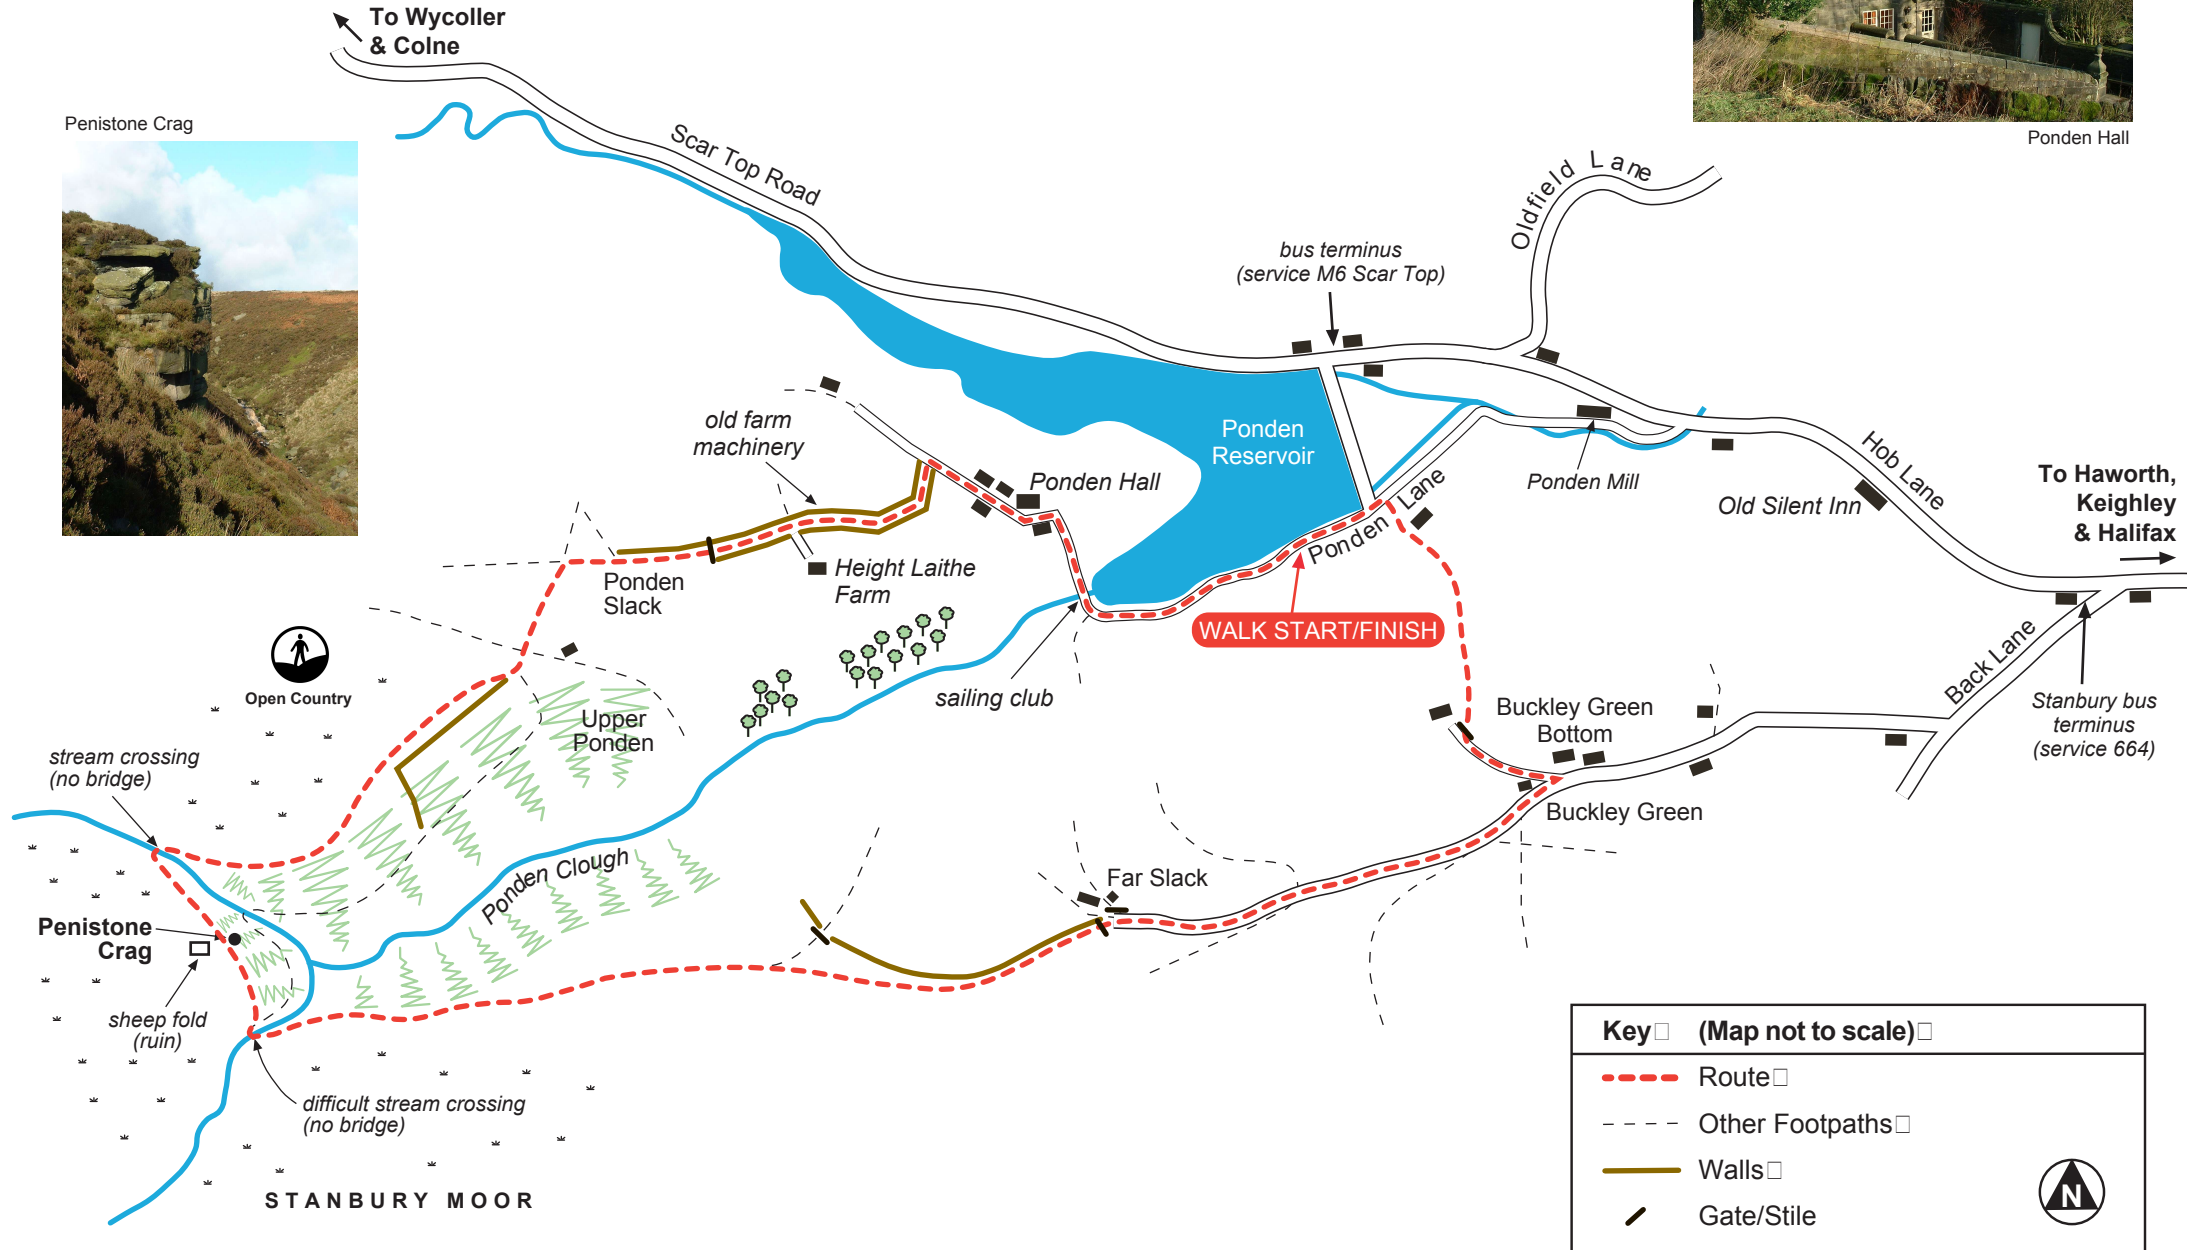 To Wycoller
& Colne
Penistone Crag
Scar Top Road
Ponden Hall
Oldfield Lane
bus terminus
(service M6 Scar Top)
old farm
machinery
Ponden
Reservoir
Ponden Hall
Ponden Lane
Ponden Mill
Hob Lane
Old Silent Inn
To Haworth,
Keighley
& Halifax
Ponden
Slack
Height Laithe
Farm
WALK START/FINISH
Open Country
sailing club
Upper
Ponden
Buckley Green
Bottom
Back Lane
Stanbury bus
terminus
(service 664)
stream crossing
(no bridge)
Buckley Green
Ponden Clough
Far Slack
Penistone
Crag
sheep fold
(ruin)
difficult stream crossing
(no bridge)
STANBURY MOOR
Key (Map not to scale)
Route
Other Footpaths
Walls
Gate/Stile
N